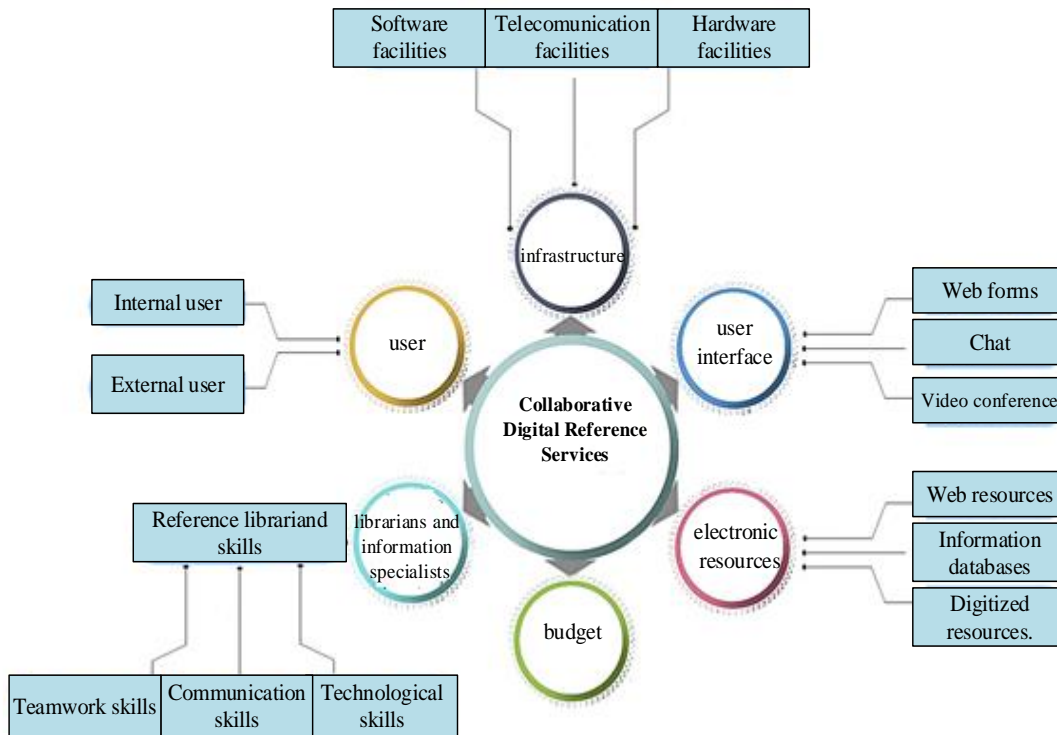 Software
facilities
Telecomunication
facilities
Hardware
facilities
infrastructure
Internal user
External user
user
user
interface
Web forms
Chat
Video conference
Collaborative
Digital Reference
Services
Reference librariand
skills
librarians and
information
specialists
electronic
resources
Web resources
Information
databases
Digitized
resources.
budget
Teamwork skills
Communication
skills
Technological
skills